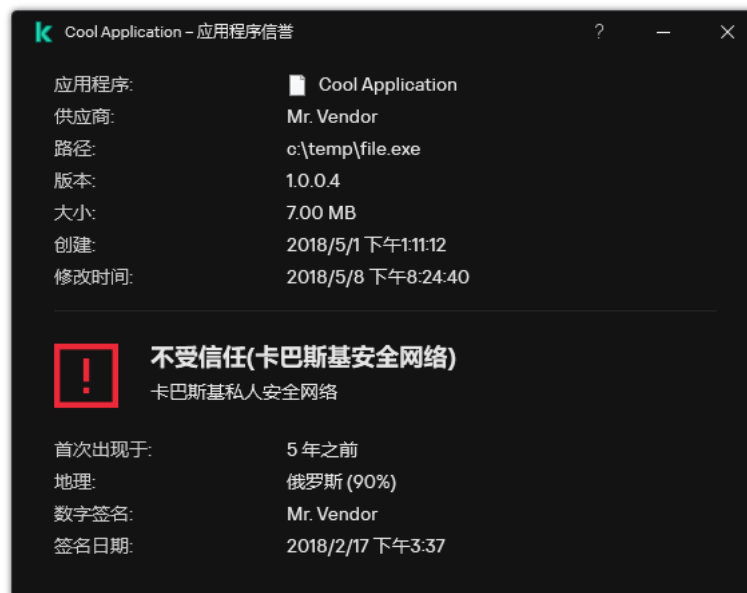 Cool Application – 应用程序信誉
应用程序: Cool Application
供应商: Mr. Vendor
路径: c:\temp\file.exe
版本: 1.0.0.4
大小: 7.00 MB
创建: 2018/5/1 下午1:11:12
修改时间: 2018/5/8 下午8:24:40
不受信任(卡巴斯基安全网络)
卡巴斯基私人安全网络
首次出现于: 5 年之前
地理: 俄罗斯 (90%)
数字签名: Mr. Vendor
签名日期: 2018/2/17 下午3:37